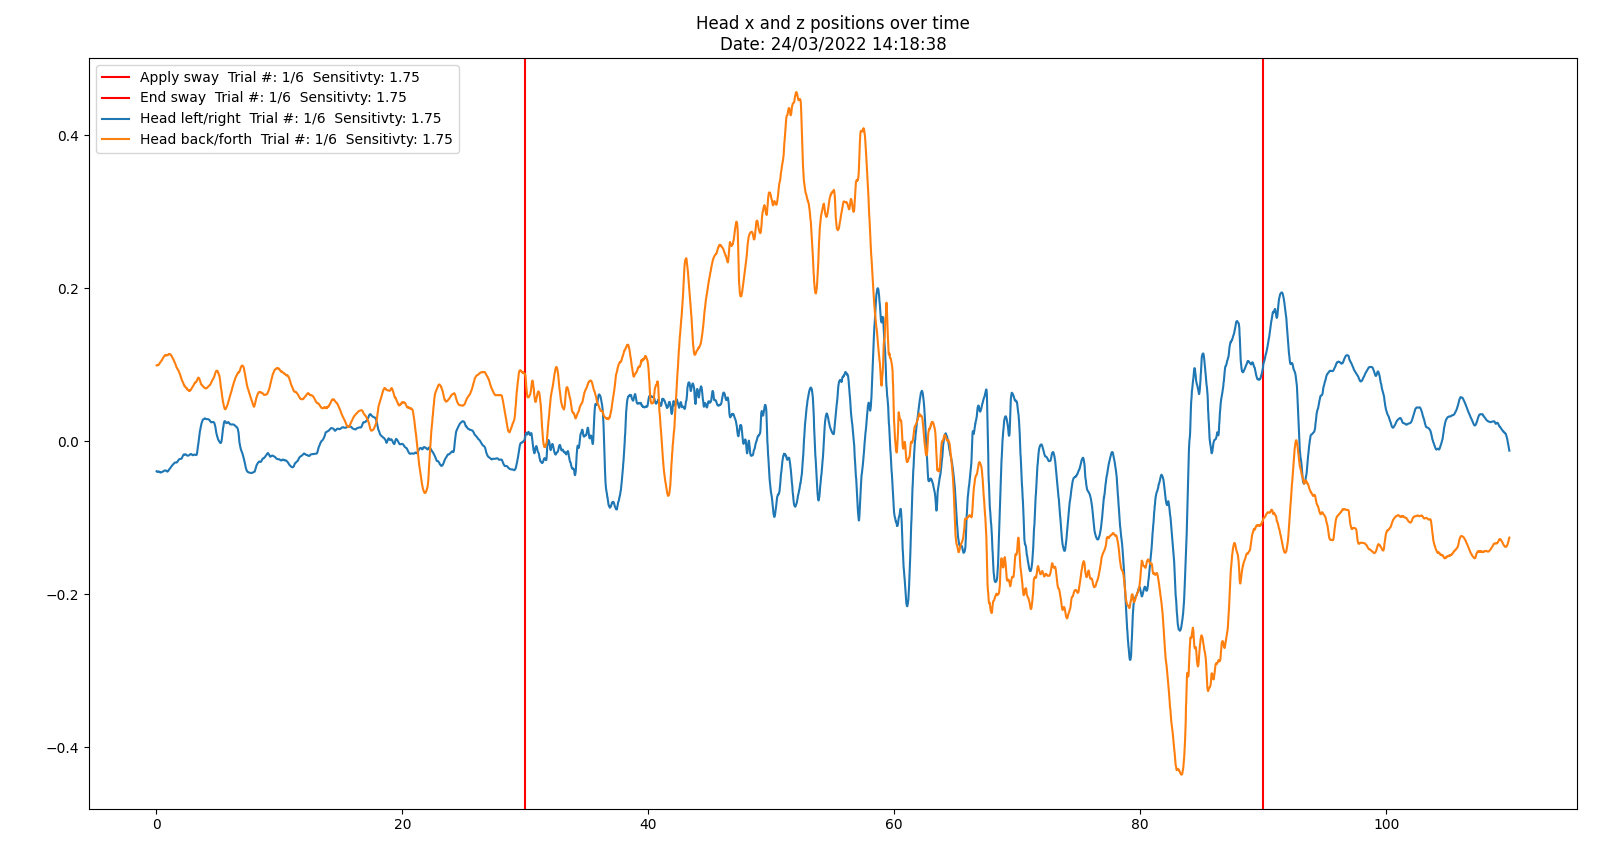 Head x and z positions over time
Date: 24/03/2022 14:18:38
Apply sway  Trial #: 1/6  Sensitivty: 1.75
End sway  Trial #: 1/6  Sensitivty: 1.75
Head left/right  Trial #: 1/6  Sensitivty: 1.75
Head back/forth  Trial #: 1/6  Sensitivty: 1.75
0.4
0.2
0.0
−0.2
−0.4
0 20 40 60 80 100